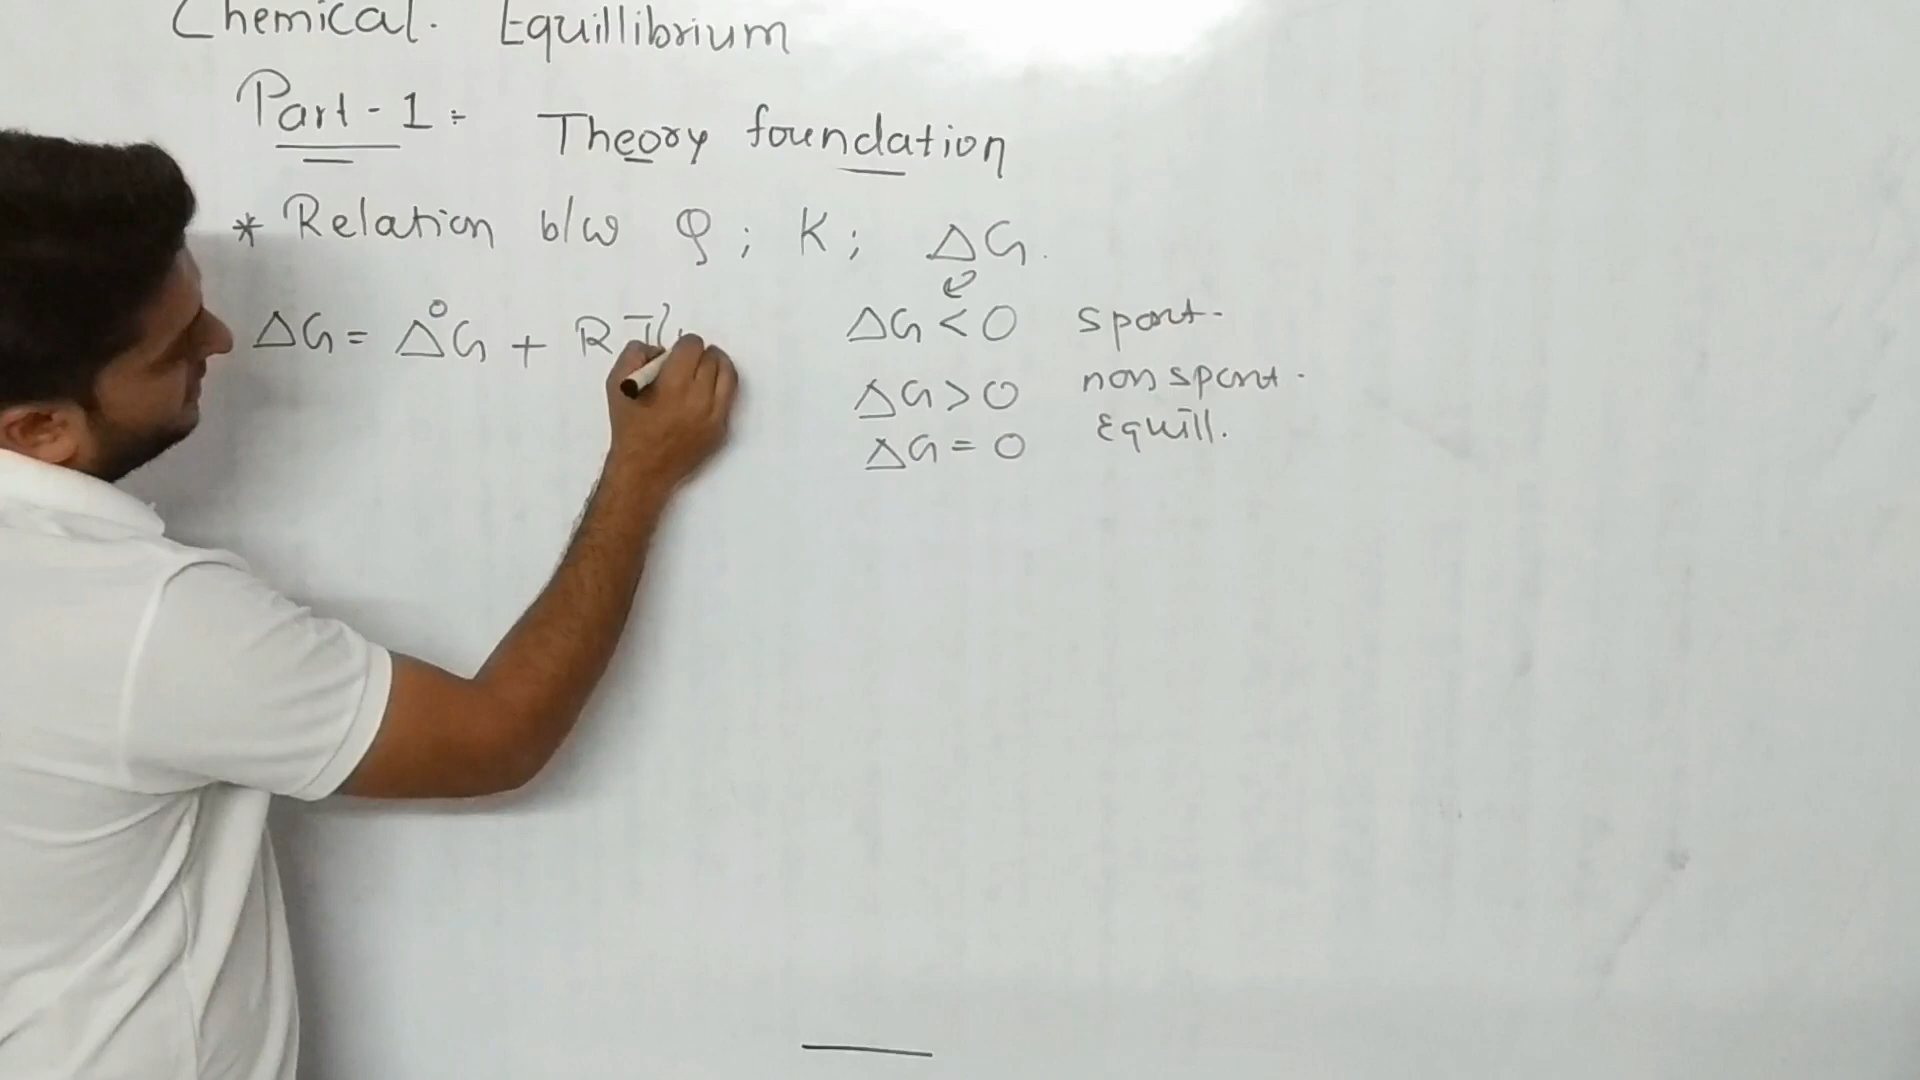 Chemical. Equillibrium
Part-1: Theory foundation
* Relation b/w Q; K; ΔG.
ΔG = Δ°G + RTl
ΔG < 0 spont.
ΔG > 0 non spont.
ΔG = 0 Equill.